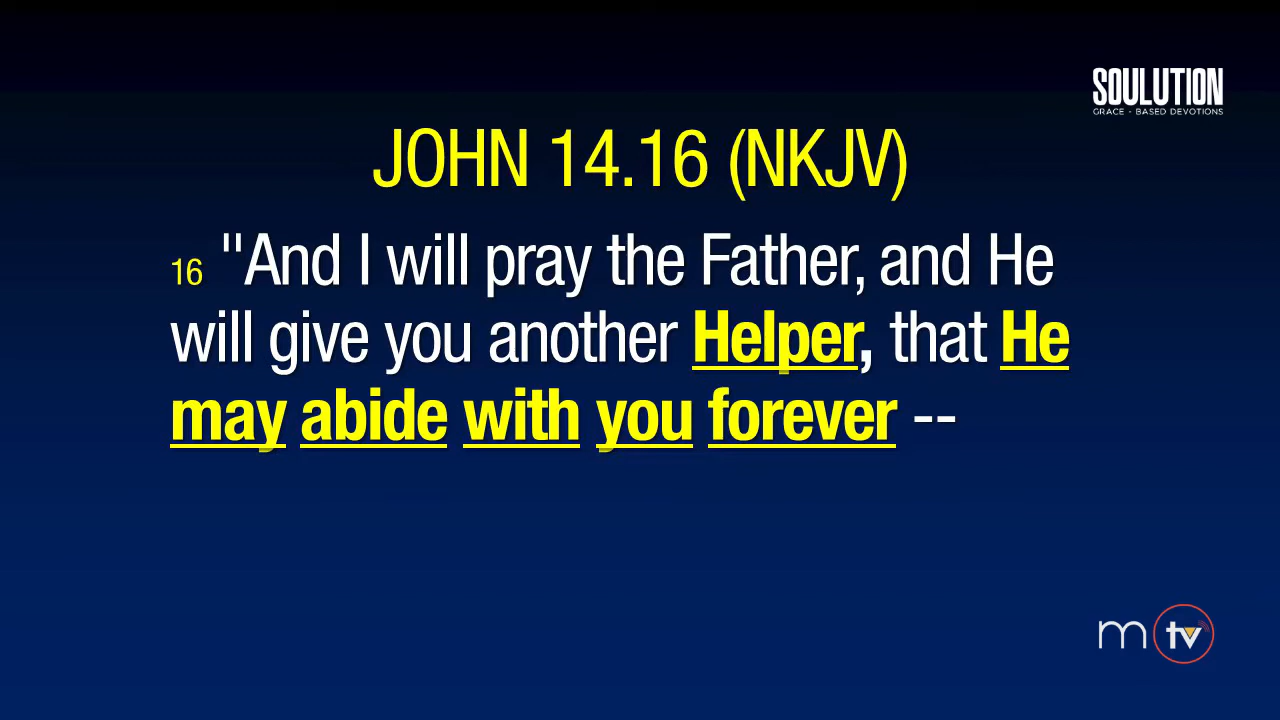 SOULUTION
GRACE - BASED DEVOTIONS
JOHN 14.16 (NKJV)
16 "And I will pray the Father, and He
will give you another Helper, that He
may abide with you forever --
m tv